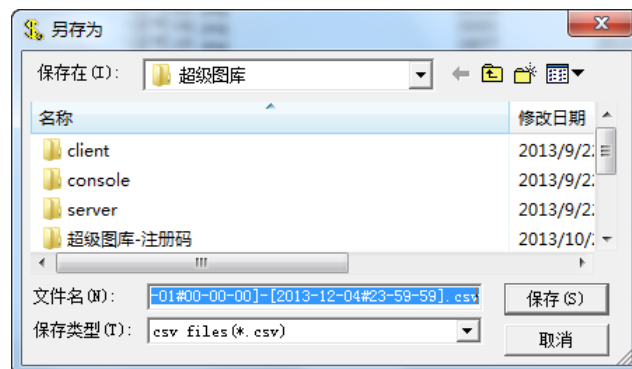 另存为
保存在(I): 超级图库
名称 修改日期
client 2013/9/2
console 2013/9/2
server 2013/9/2
超级图库-注册码 2013/10/
文件名(N): -01#00-00-00]-[2013-12-04#23-59-59].csv 保存(S)
保存类型(T): csv files(*.csv) 取消